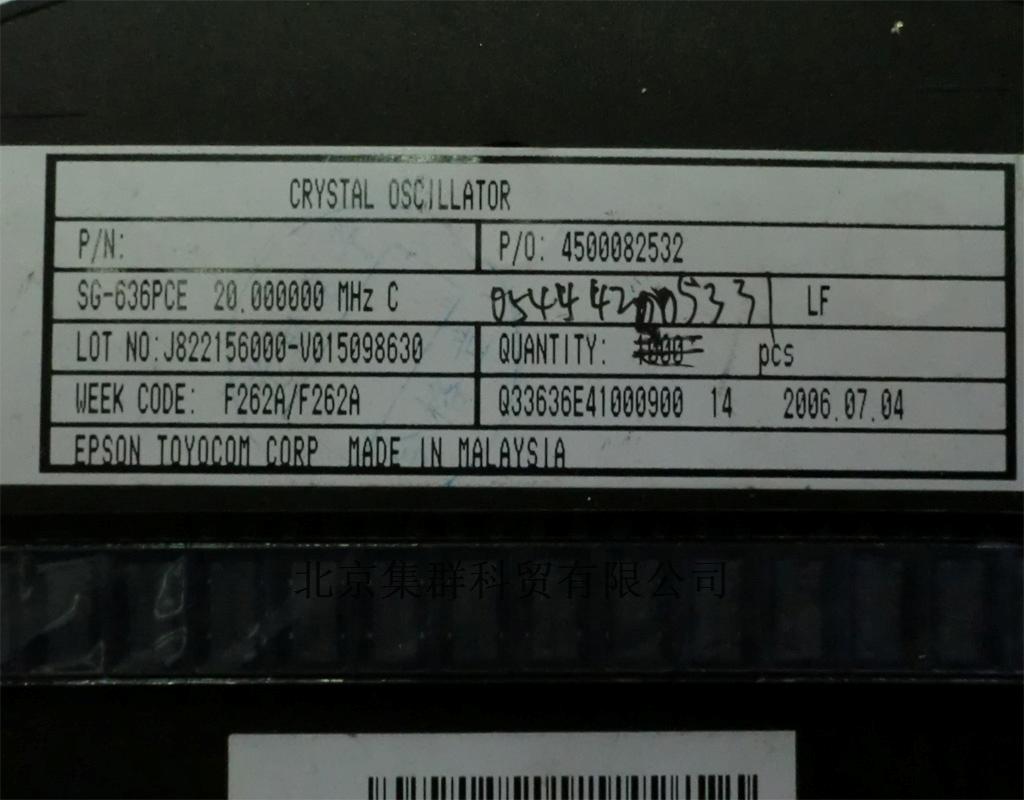 CRYSTAL OSCILLATOR
P/N: P/O: 4500082532
SG-636PCE 20.000000 MHz C LF
LOT NO:J822156000-V015098630 QUANTITY: pcs
WEEK CODE: F262A/F262A Q33636E41000900 14 2006.07.04
EPSON TOYOCOM CORP MADE IN MALAYSIA
北京集群科贸有限公司